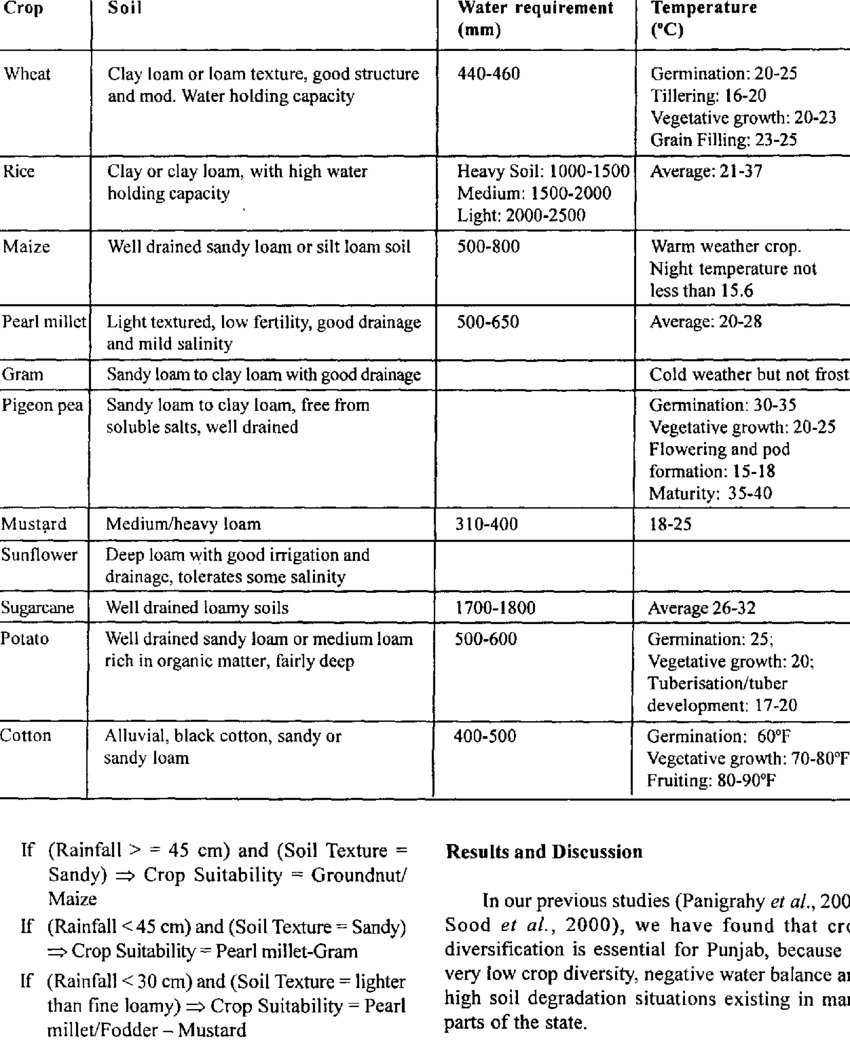 Crop Soil Water requirement Temperature
(mm) (ºC)
Wheat Clay loam or loam texture, good structure 440-460 Germination: 20-25
and mod. Water holding capacity Tillering: 16-20
Vegetative growth: 20-23
Grain Filling: 23-25
Rice Clay or clay loam, with high water Heavy Soil: 1000-1500 Average: 21-37
holding capacity Medium: 1500-2000
Light: 2000-2500
Maize Well drained sandy loam or silt loam soil 500-800 Warm weather crop.
Night temperature not
less than 15.6
Pearl millet Light textured, low fertility, good drainage 500-650 Average: 20-28
and mild salinity
Gram Sandy loam to clay loam with good drainage Cold weather but not frost
Pigeon pea Sandy loam to clay loam, free from Germination: 30-35
soluble salts, well drained Vegetative growth: 20-25
Flowering and pod
formation: 15-18
Maturity: 35-40
Mustard Medium/heavy loam 310-400 18-25
Sunflower Deep loam with good irrigation and
drainage, tolerates some salinity
Sugarcane Well drained loamy soils 1700-1800 Average 26-32
Potato Well drained sandy loam or medium loam 500-600 Germination: 25;
rich in organic matter, fairly deep Vegetative growth: 20;
Tuberisation/tuber
development: 17-20
Cotton Alluvial, black cotton, sandy or 400-500 Germination: 60ºF
sandy loam Vegetative growth: 70-80ºF
Fruiting: 80-90ºF
If (Rainfall > = 45 cm) and (Soil Texture =
Sandy) ⇒ Crop Suitability = Groundnut/
Maize
If (Rainfall < 45 cm) and (Soil Texture = Sandy)
⇒ Crop Suitability = Pearl millet-Gram
If (Rainfall < 30 cm) and (Soil Texture = lighter
than fine loamy) ⇒ Crop Suitability = Pearl
millet/Fodder – Mustard
Results and Discussion
In our previous studies (Panigrahy et al., 200
Sood et al., 2000), we have found that cro
diversification is essential for Punjab, because
very low crop diversity, negative water balance an
high soil degradation situations existing in man
parts of the state.